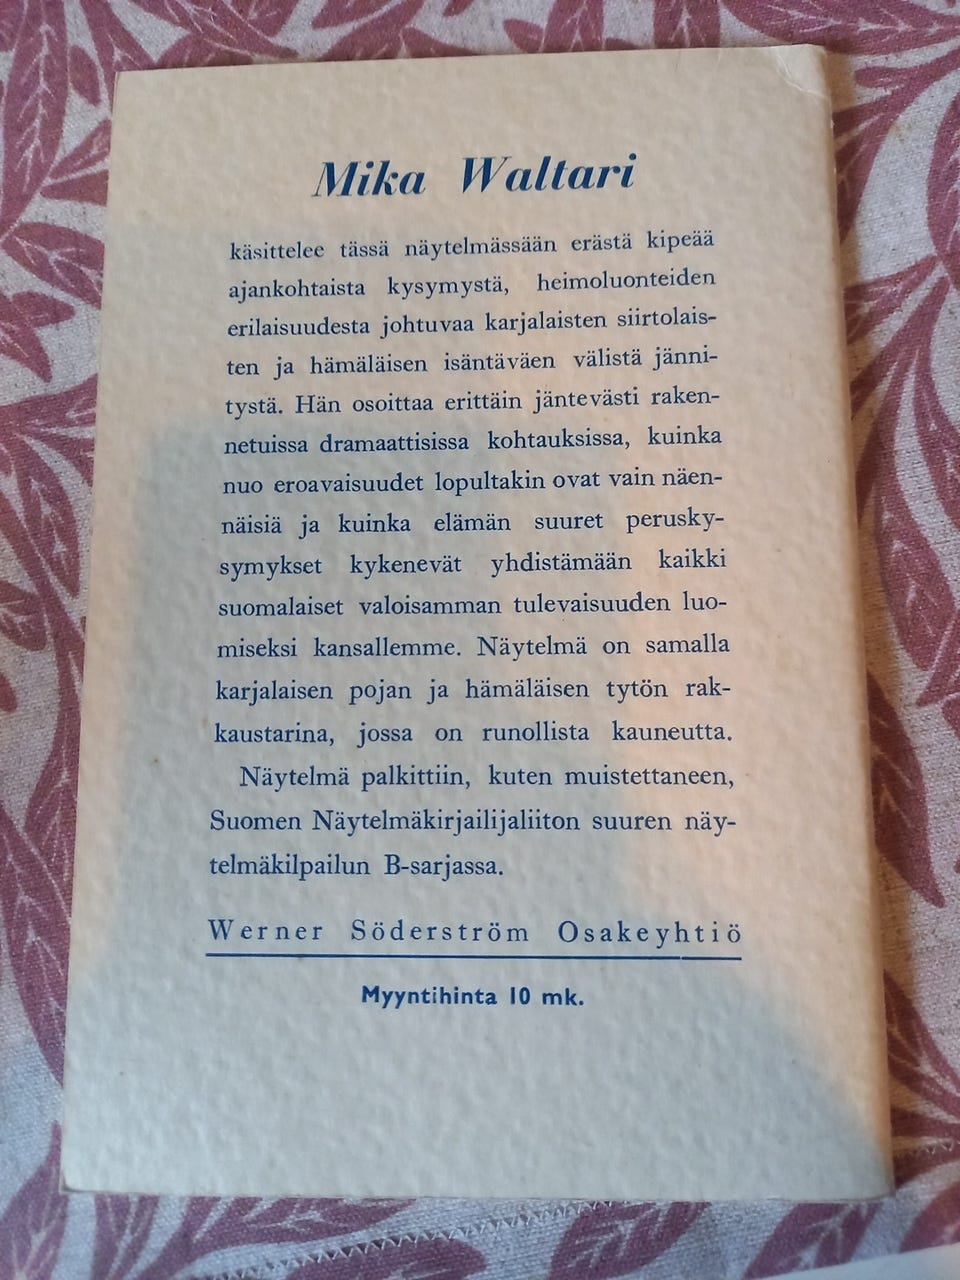 Mika Waltari
käsittelee tässä näytelmässään erästä kipeää
ajankohtaista kysymystä, heimoluonteiden
erilaisuudesta johtuvaa karjalaisten siirtolais-
ten ja hämäläisen isäntäväen välistä jänni-
tystä. Hän osoittaa erittäin jäntevästi raken-
netuissa dramaattisissa kohtauksissa, kuinka
nuo eroavaisuudet lopultakin ovat vain näen-
näisiä ja kuinka elämän suuret perusky-
symykset kykenevät yhdistämään kaikki
suomalaiset valoisamman tulevaisuuden luo-
miseksi kansallemme. Näytelmä on samalla
karjalaisen pojan ja hämäläisen tytön rak-
kaustarina, jossa on runollista kauneutta.
Näytelmä palkittiin, kuten muistettaneen,
Suomen Näytelmäkirjailijaliiton suuren näy-
telmäkilpailun B-sarjassa.
Werner Söderström Osakeyhtiö
Myyntihinta 10 mk.